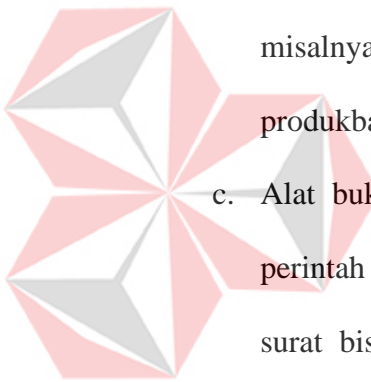 misalnya
produkba
c. Alat buk
perintah
surat bis